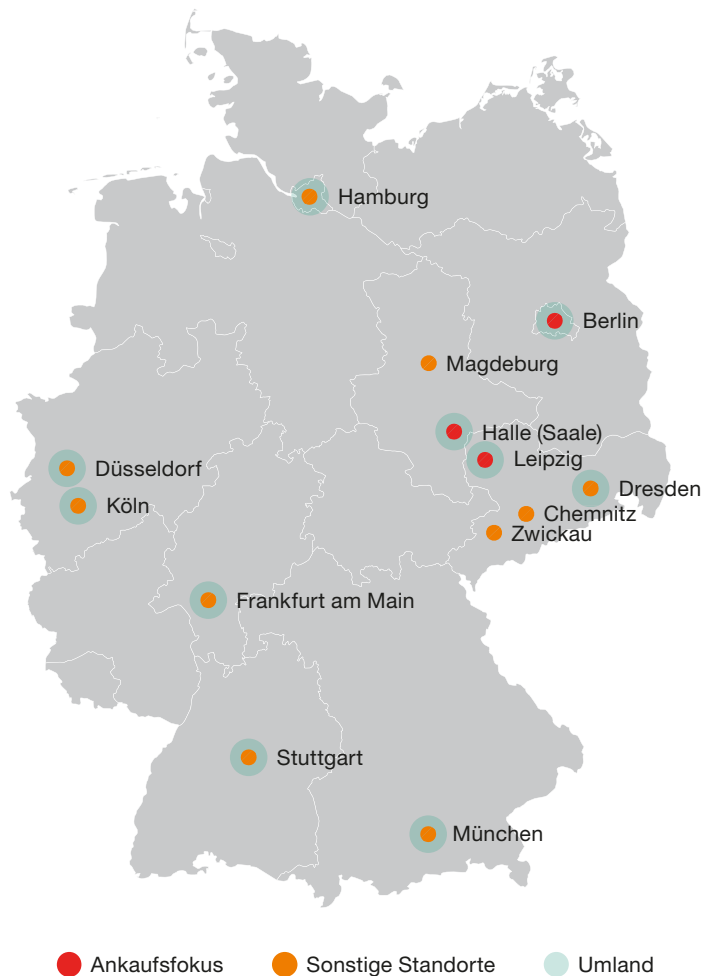 Hamburg
Berlin
Magdeburg
Halle (Saale)
Leipzig
Düsseldorf
Dresden
Köln
Chemnitz
Zwickau
Frankfurt am Main
Stuttgart
München
Ankaufsfokus
Sonstige Standorte
Umland